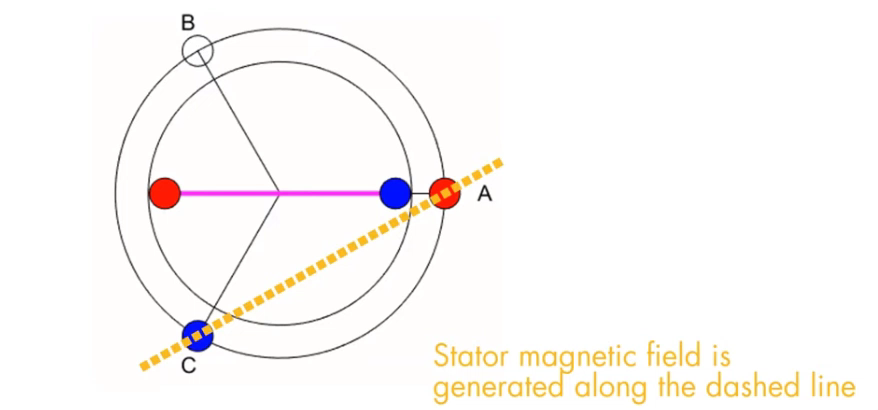 B
A
C
Stator magnetic field is
generated along the dashed line